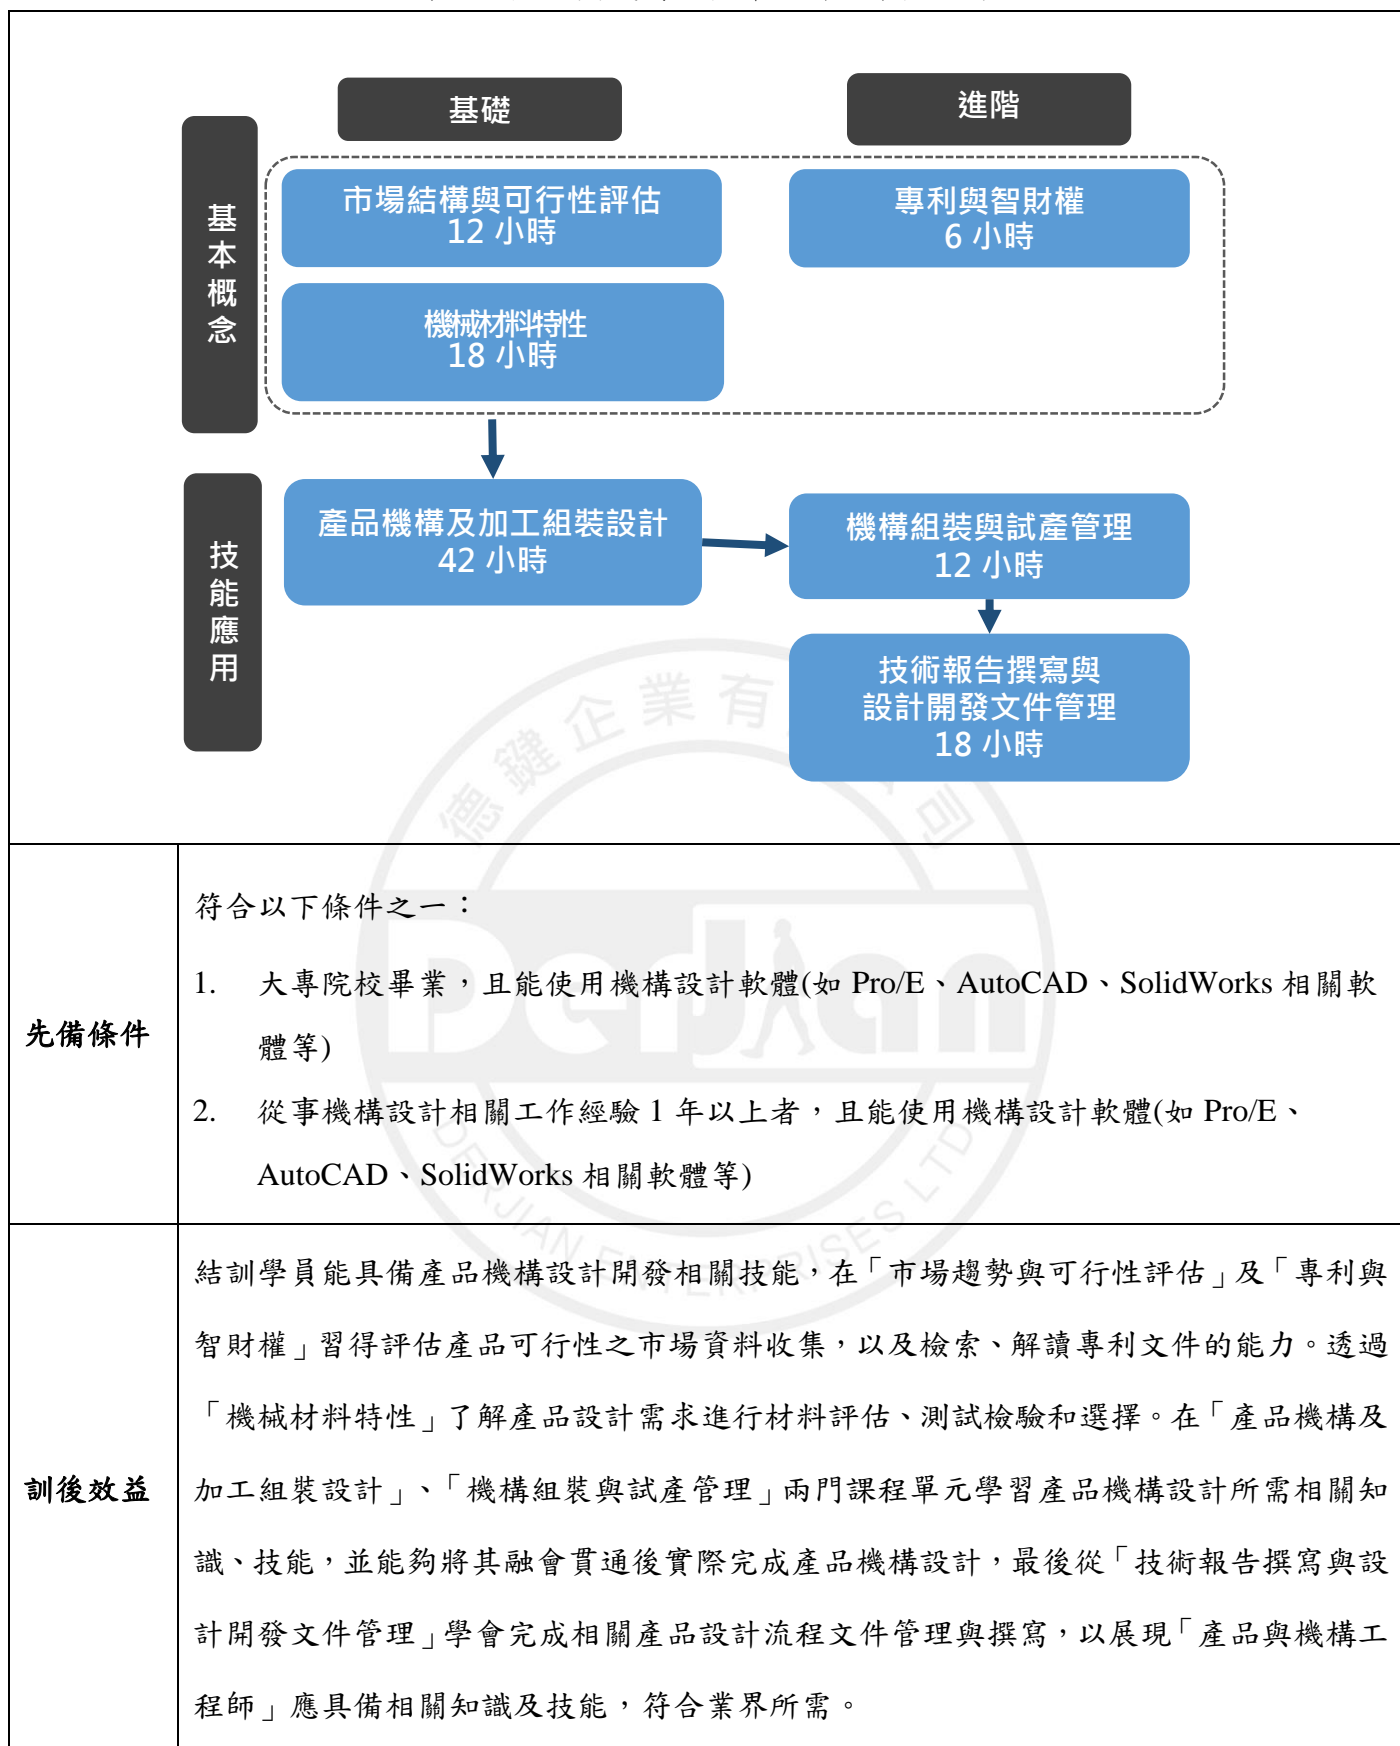 基礎
進階
基本概念
市場結構與可行性評估
12 小時
專利與智財權
6 小時
機械材料特性
18 小時
技能應用
產品機構及加工組裝設計
42 小時
機構組裝與試產管理
12 小時
技術報告撰寫與
設計開發文件管理
18 小時
先備條件
符合以下條件之一：
1. 大專院校畢業，且能使用機構設計軟體(如 Pro/E、AutoCAD、SolidWorks 相關軟
體等)
2. 從事機構設計相關工作經驗 1 年以上者，且能使用機構設計軟體(如 Pro/E、
AutoCAD、SolidWorks 相關軟體等)
訓後效益
結訓學員能具備產品機構設計開發相關技能，在「市場趨勢與可行性評估」及「專利與
智財權」習得評估產品可行性之市場資料收集，以及檢索、解讀專利文件的能力。透過
「機械材料特性」了解產品設計需求進行材料評估、測試檢驗和選擇。在「產品機構及
加工組裝設計」、「機構組裝與試產管理」兩門課程單元學習產品機構設計所需相關知
識、技能，並能夠將其融會貫通後實際完成產品機構設計，最後從「技術報告撰寫與設
計開發文件管理」學會完成相關產品設計流程文件管理與撰寫，以展現「產品與機構工
程師」應具備相關知識及技能，符合業界所需。
德鍵企業有
司
DerJian
DERJIAN ENTERPRISES LTD